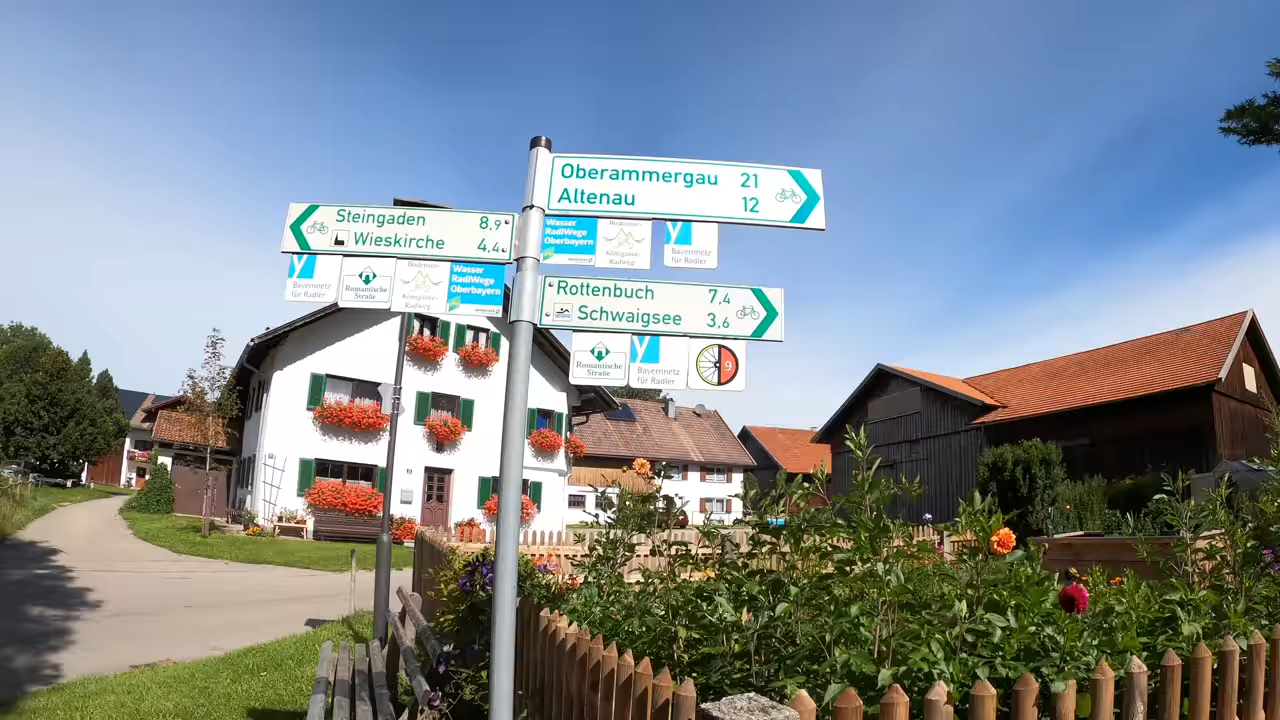 Oberammergau 21
Altenau 12
Steingaden 8,9
Wieskirche 4,4
Wasser
RadlWege
Oberbayern
Bodensee-
Königssee-
Radweg
Bayernnetz
für Radler
Bayernnetz
für Radler
Romantische
Straße
Bodensee-
Königssee-
Radweg
Wasser
RadlWege
Oberbayern
Rottenbuch 7,4
Schwaigsee 3,6
Romantische
Straße
Bayernnetz
für Radler
9